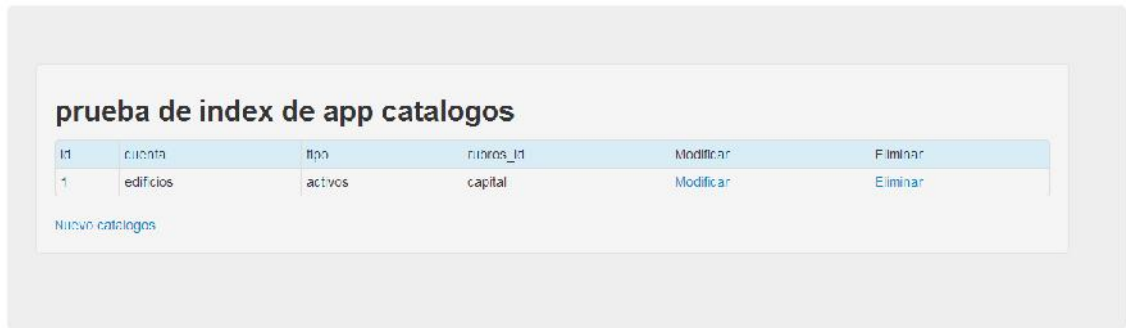 prueba de index de app catalogos
id cuenta tipo rubros_id Modificar Eliminar
1 edificios activos capital Modificar Eliminar
Nuevo catalogos